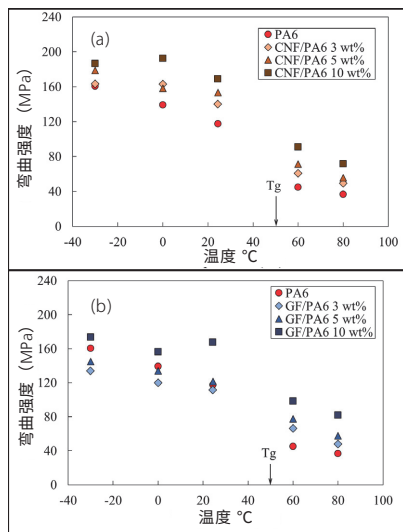 (a)
PA6
CNF/PA6 3 wt%
CNF/PA6 5 wt%
CNF/PA6 10 wt%
240
200
160
120
80
40
0
弯曲强度（MPa）
Tg
-40 -20 0 20 40 60 80 100
温度 °C
(b)
PA6
GF/PA6 3 wt%
GF/PA6 5 wt%
GF/PA6 10 wt%
240
200
160
120
80
40
0
弯曲强度（MPa）
Tg
-40 -20 0 20 40 60 80 100
温度 °C